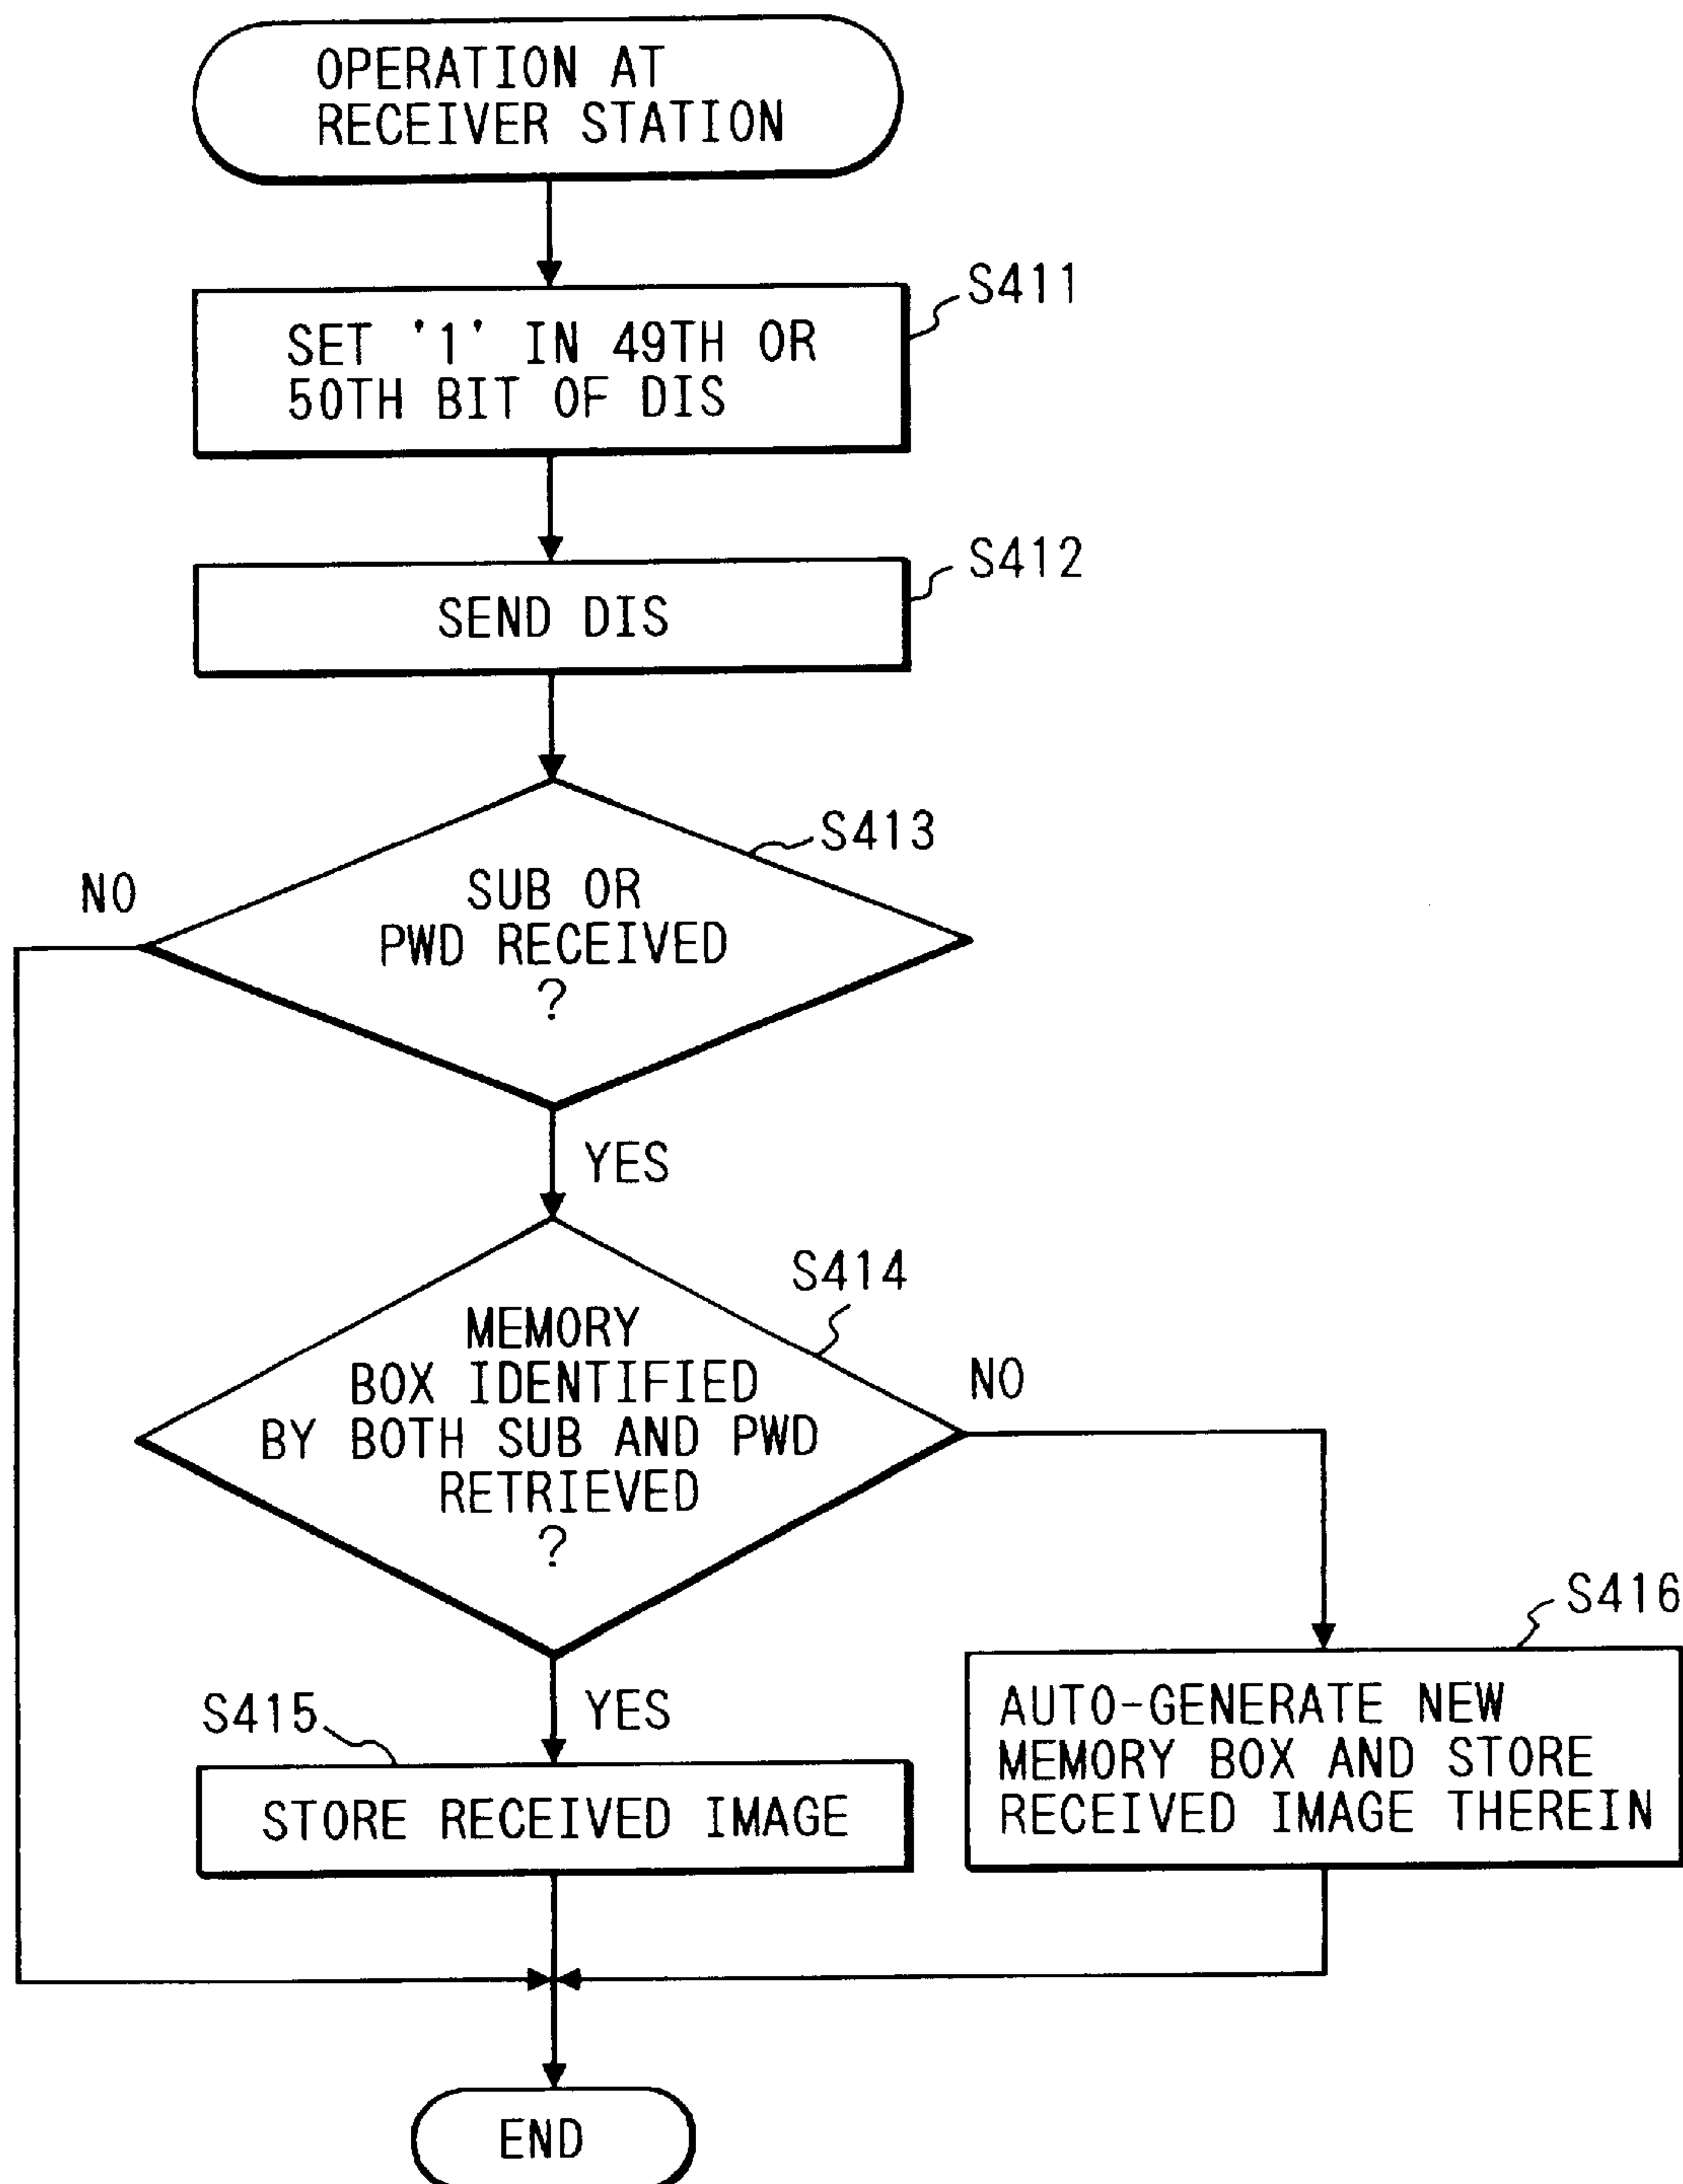 OPERATION AT
RECEIVER STATION
S411
SET '1' IN 49TH OR
50TH BIT OF DIS
S412
SEND DIS
S413
NO
SUB OR
PWD RECEIVED
?
YES
S414
MEMORY
BOX IDENTIFIED
BY BOTH SUB AND PWD
RETRIEVED
?
NO
YES
S415
STORE RECEIVED IMAGE
S416
AUTO-GENERATE NEW
MEMORY BOX AND STORE
RECEIVED IMAGE THEREIN
END